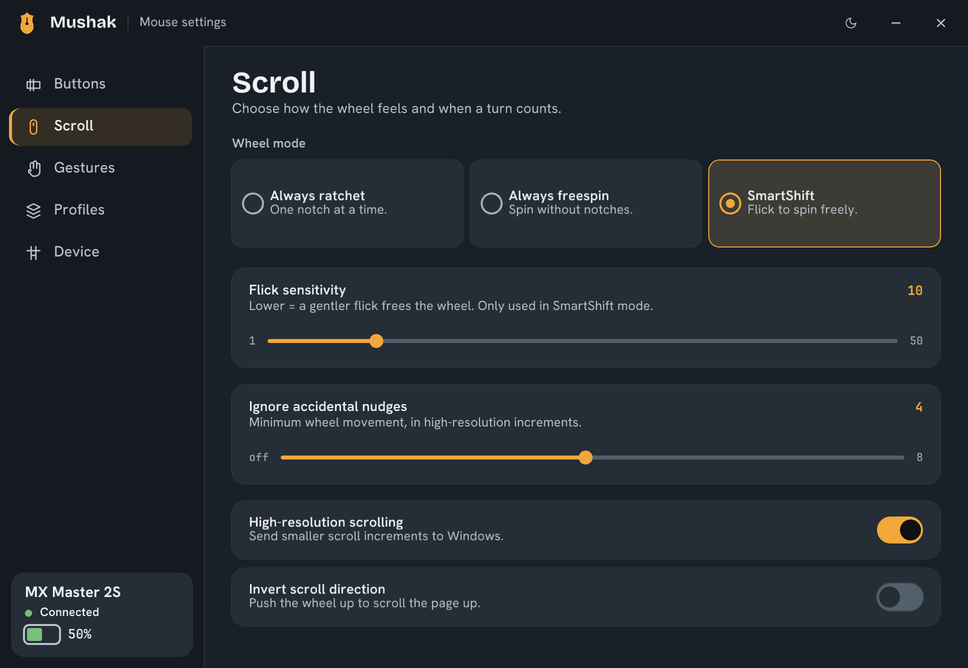 Mushak
Mouse settings
Buttons
Scroll
Gestures
Profiles
Device
MX Master 2S
Connected
50%
Scroll
Choose how the wheel feels and when a turn counts.
Wheel mode
Always ratchet
One notch at a time.
Always freespin
Spin without notches.
SmartShift
Flick to spin freely.
Flick sensitivity
10
Lower = a gentler flick frees the wheel. Only used in SmartShift mode.
1
50
Ignore accidental nudges
4
Minimum wheel movement, in high-resolution increments.
off
8
High-resolution scrolling
Send smaller scroll increments to Windows.
Invert scroll direction
Push the wheel up to scroll the page up.